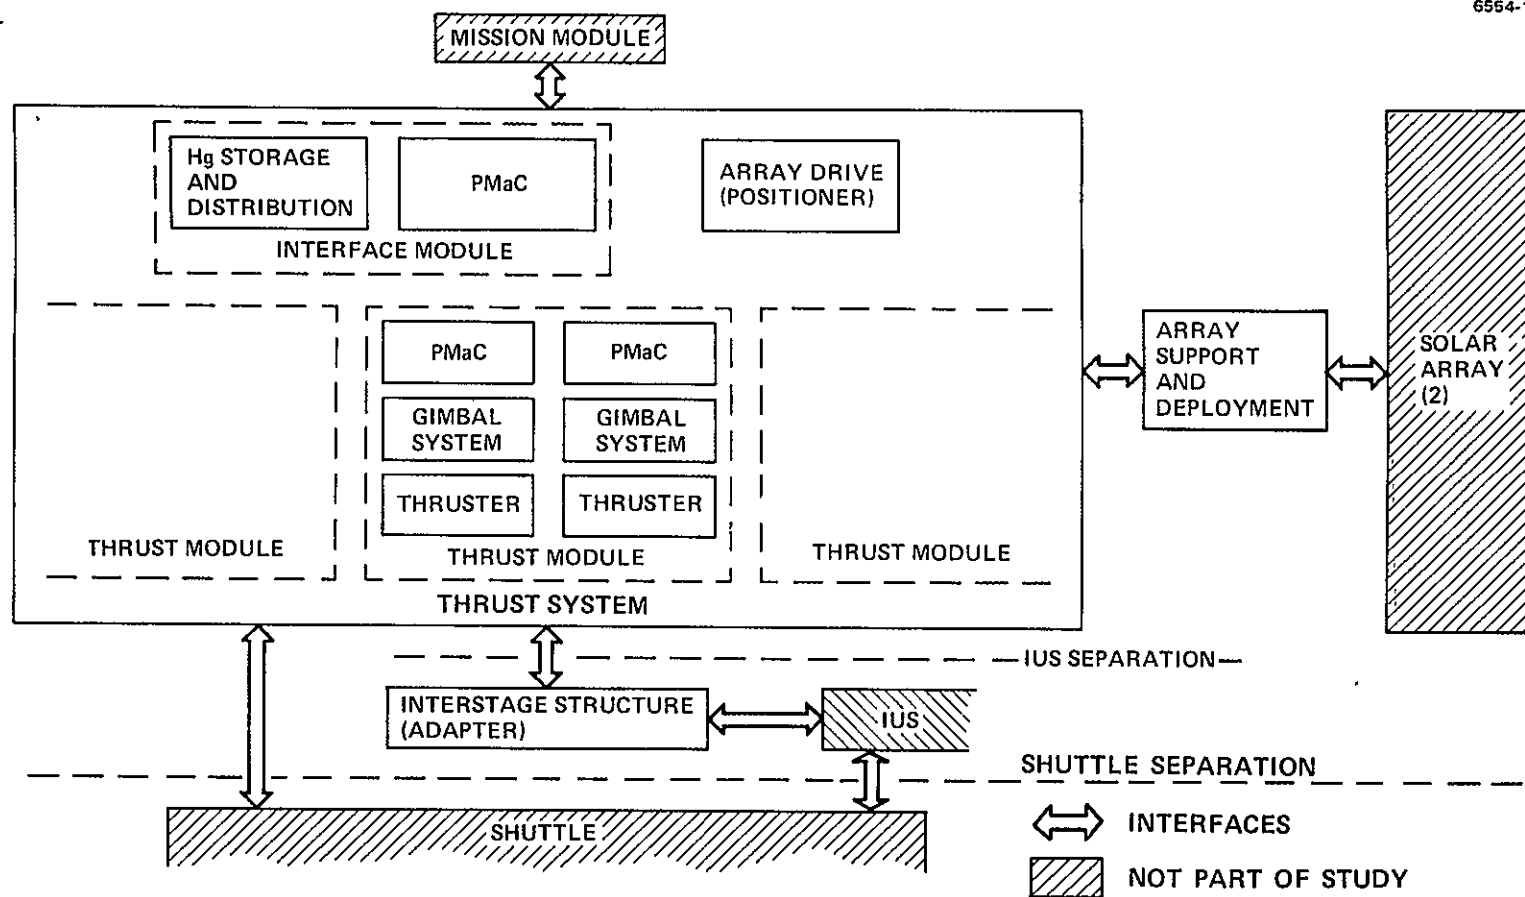 6554-1
MISSION MODULE
Hg STORAGE
AND
DISTRIBUTION
PMaC
INTERFACE MODULE
ARRAY DRIVE
(POSITIONER)
PMaC
PMaC
GIMBAL
SYSTEM
GIMBAL
SYSTEM
THRUSTER
THRUSTER
THRUST MODULE
THRUST MODULE
THRUST MODULE
THRUST SYSTEM
ARRAY
SUPPORT
AND
DEPLOYMENT
SOLAR
ARRAY
(2)
IUS SEPARATION
INTERSTAGE STRUCTURE
(ADAPTER)
IUS
SHUTTLE SEPARATION
SHUTTLE
INTERFACES
NOT PART OF STUDY